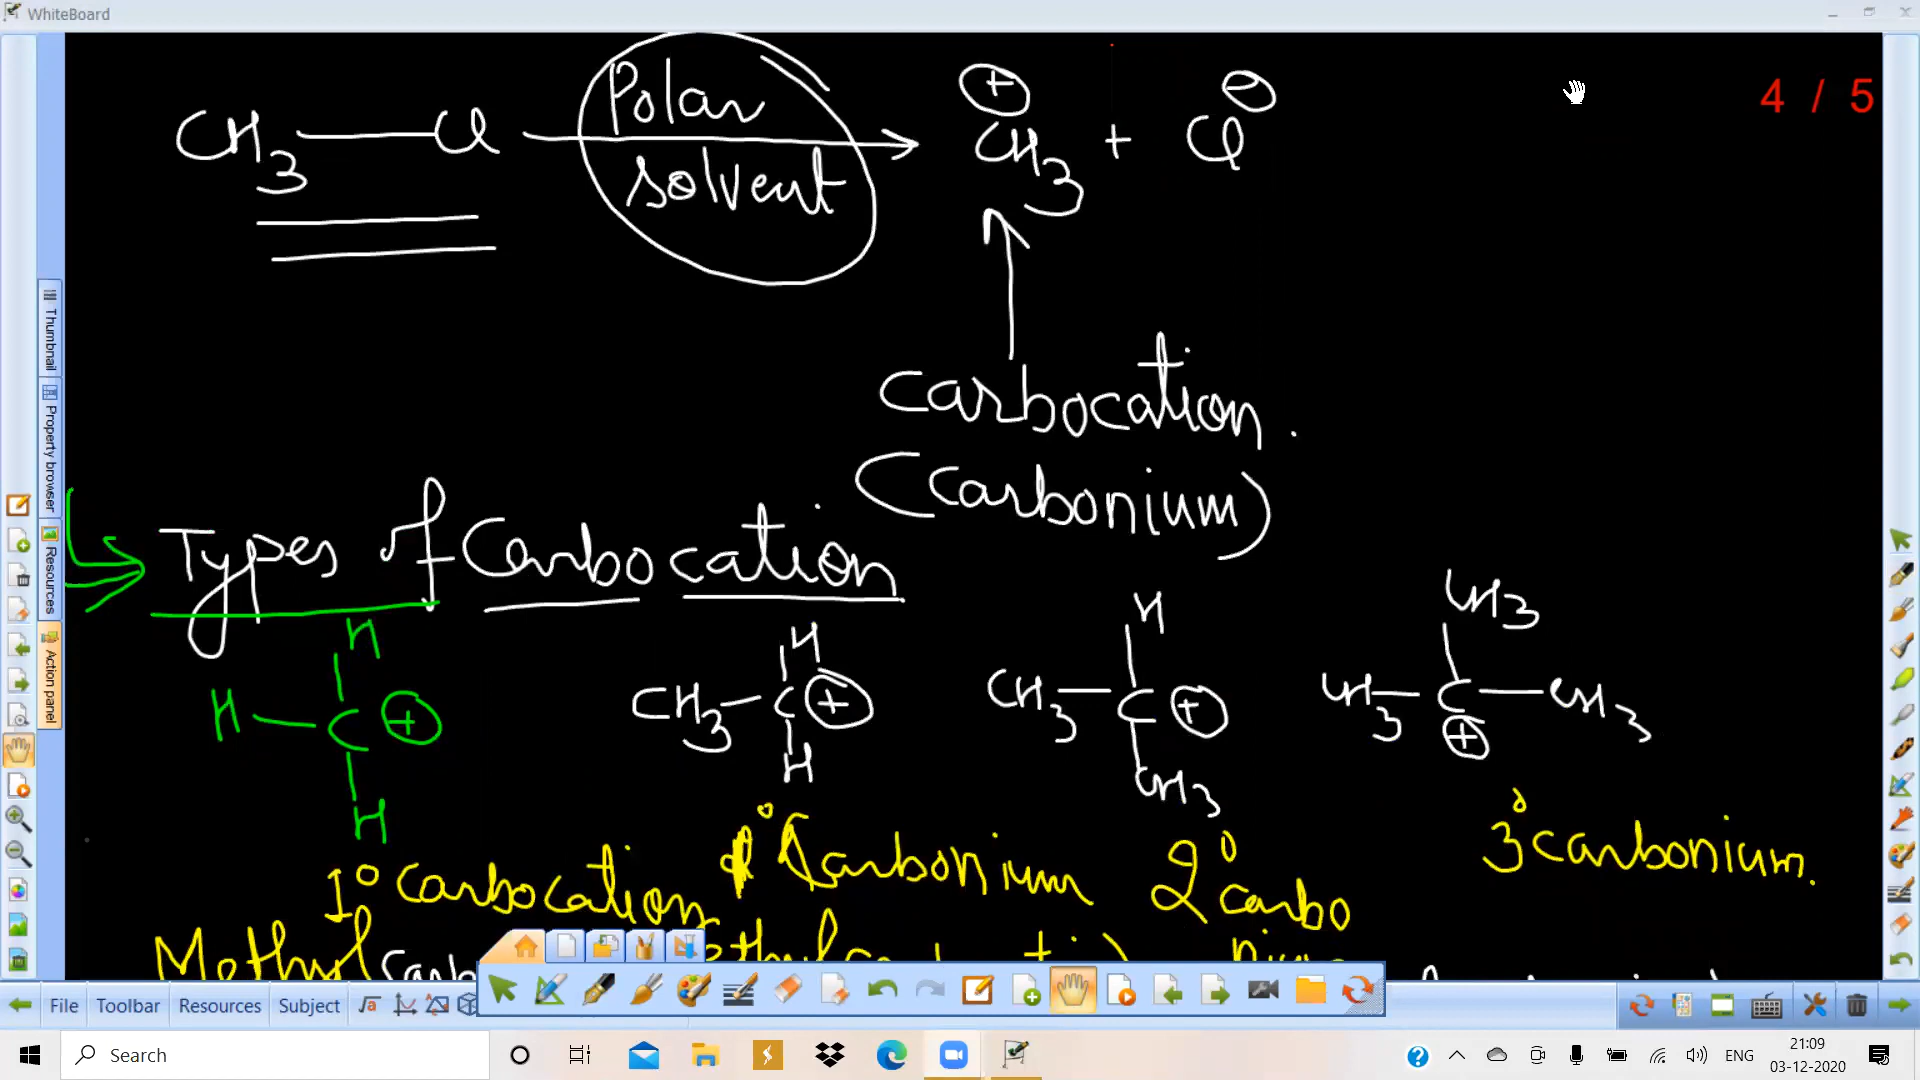 WhiteBoard
4 / 5
CH3—Cl Polar solvent → ⊕CH3 + Cl⊖
Carbocation.
(Carbonium)
Types of Carbocation
H
H—C⊕
H
H
CH3—C⊕
H
H
CH3—C⊕
CH3
CH3
CH3—C—CH3
⊕
1° Carbocation
1° Carbonium
2° carbo
nium
3° carbonium.
Methyl Carb
Thumbnail
Property browser
Resources
Action panel
File Toolbar Resources Subject
Search
ENG
21:09
03-12-2020